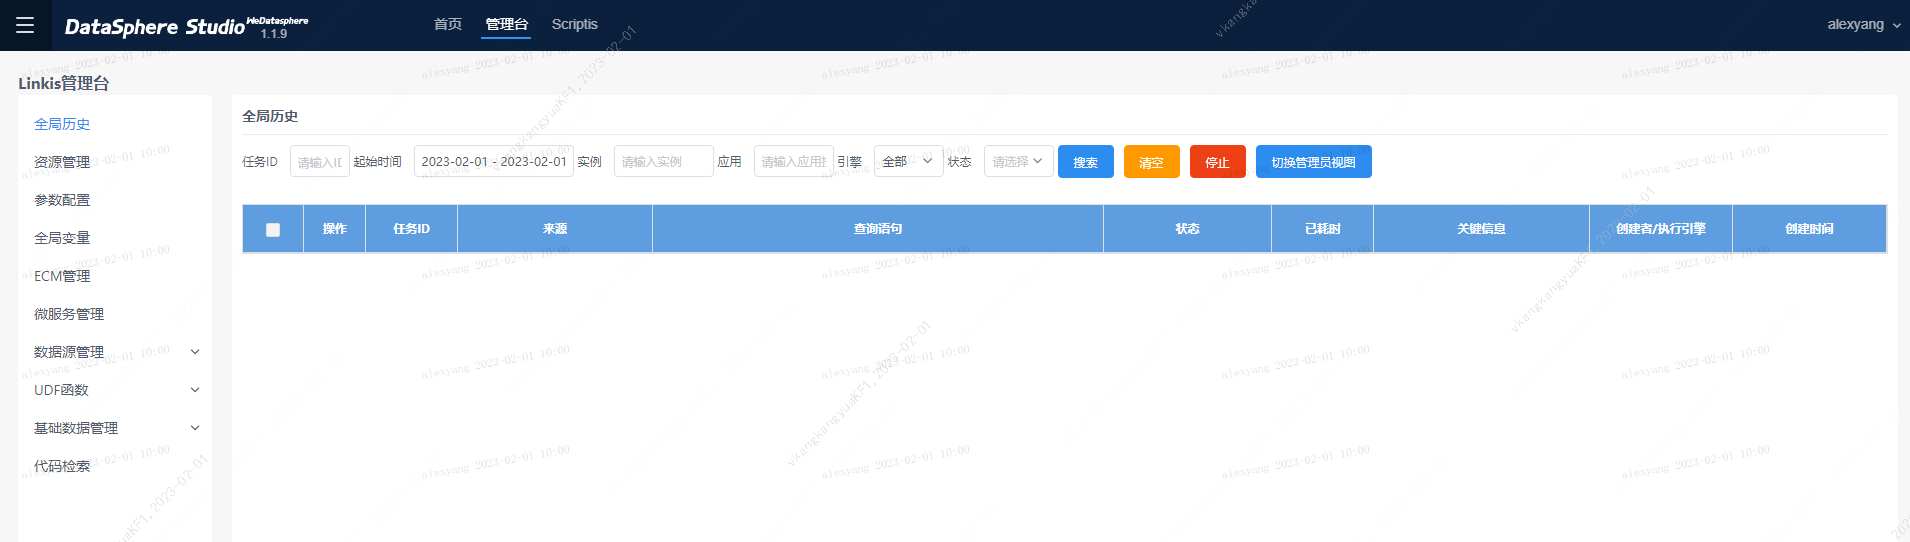 DataSphere Studio WeDatasphere 1.1.9 首页 管理台 Scriptis alexyang
Linkis管理台
全局历史
资源管理
参数配置
全局变量
ECM管理
微服务管理
数据源管理
UDF函数
基础数据管理
代码检索
全局历史
任务ID 请输入ID 起始时间 2023-02-01 - 2023-02-01 实例 请输入实例 应用 请输入应用 引擎 全部 状态 请选择 搜索 清空 停止 切换管理员视图
操作 任务ID 来源 查询语句 状态 已耗时 关键信息 创建者/执行引擎 创建时间
alexyang 2023-02-01 10:00
vkangkangyuaKF1, 2023-02-01